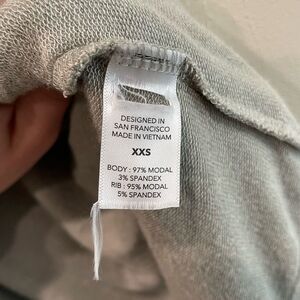 DESIGNED IN
SAN FRANCISCO
MADE IN VIETNAM
XXS
BODY : 97% MODAL
3% SPANDEX
RIB : 95% MODAL
5% SPANDEX